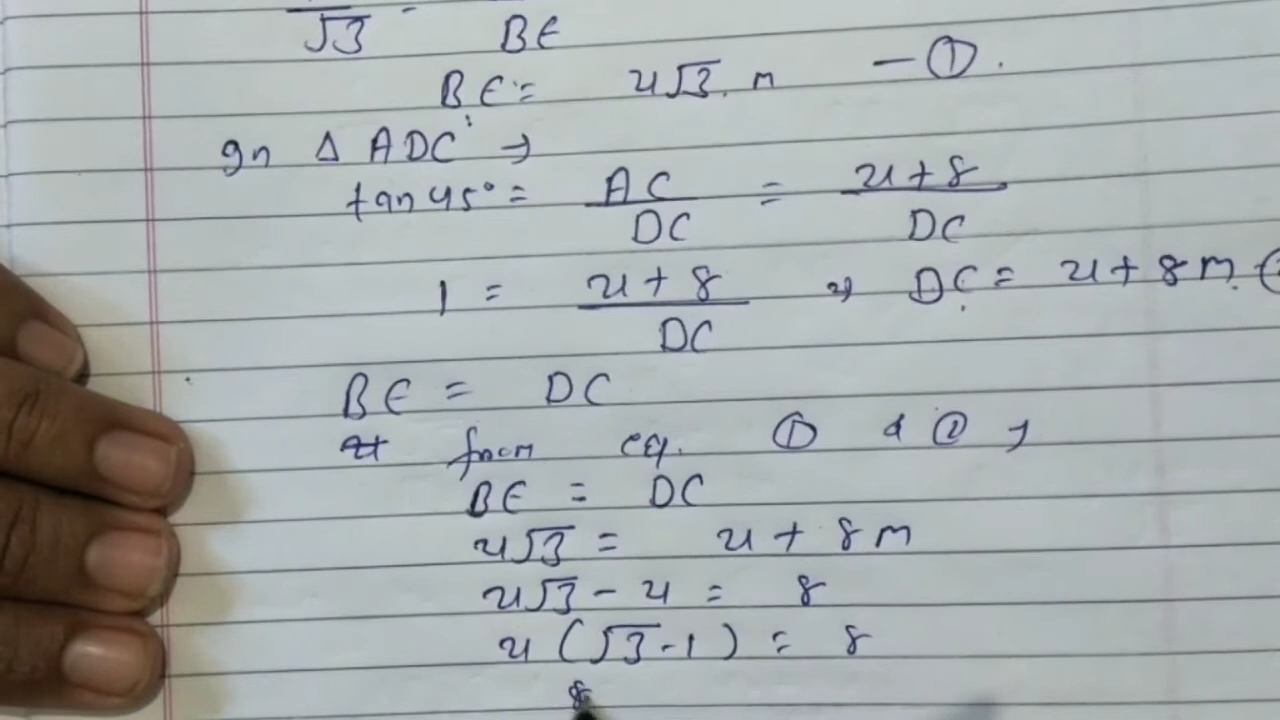 √3 BE
BE = x√3 m — ①.
In Δ ADC →
tan 45° = AC/DC = x + 8/DC
1 = x + 8/DC ⇒ DC = x + 8 m.
BE = DC
from eq. ① & ② →
BE = DC
x√3 = x + 8 m
x√3 - x = 8
x (√3 - 1) = 8
8